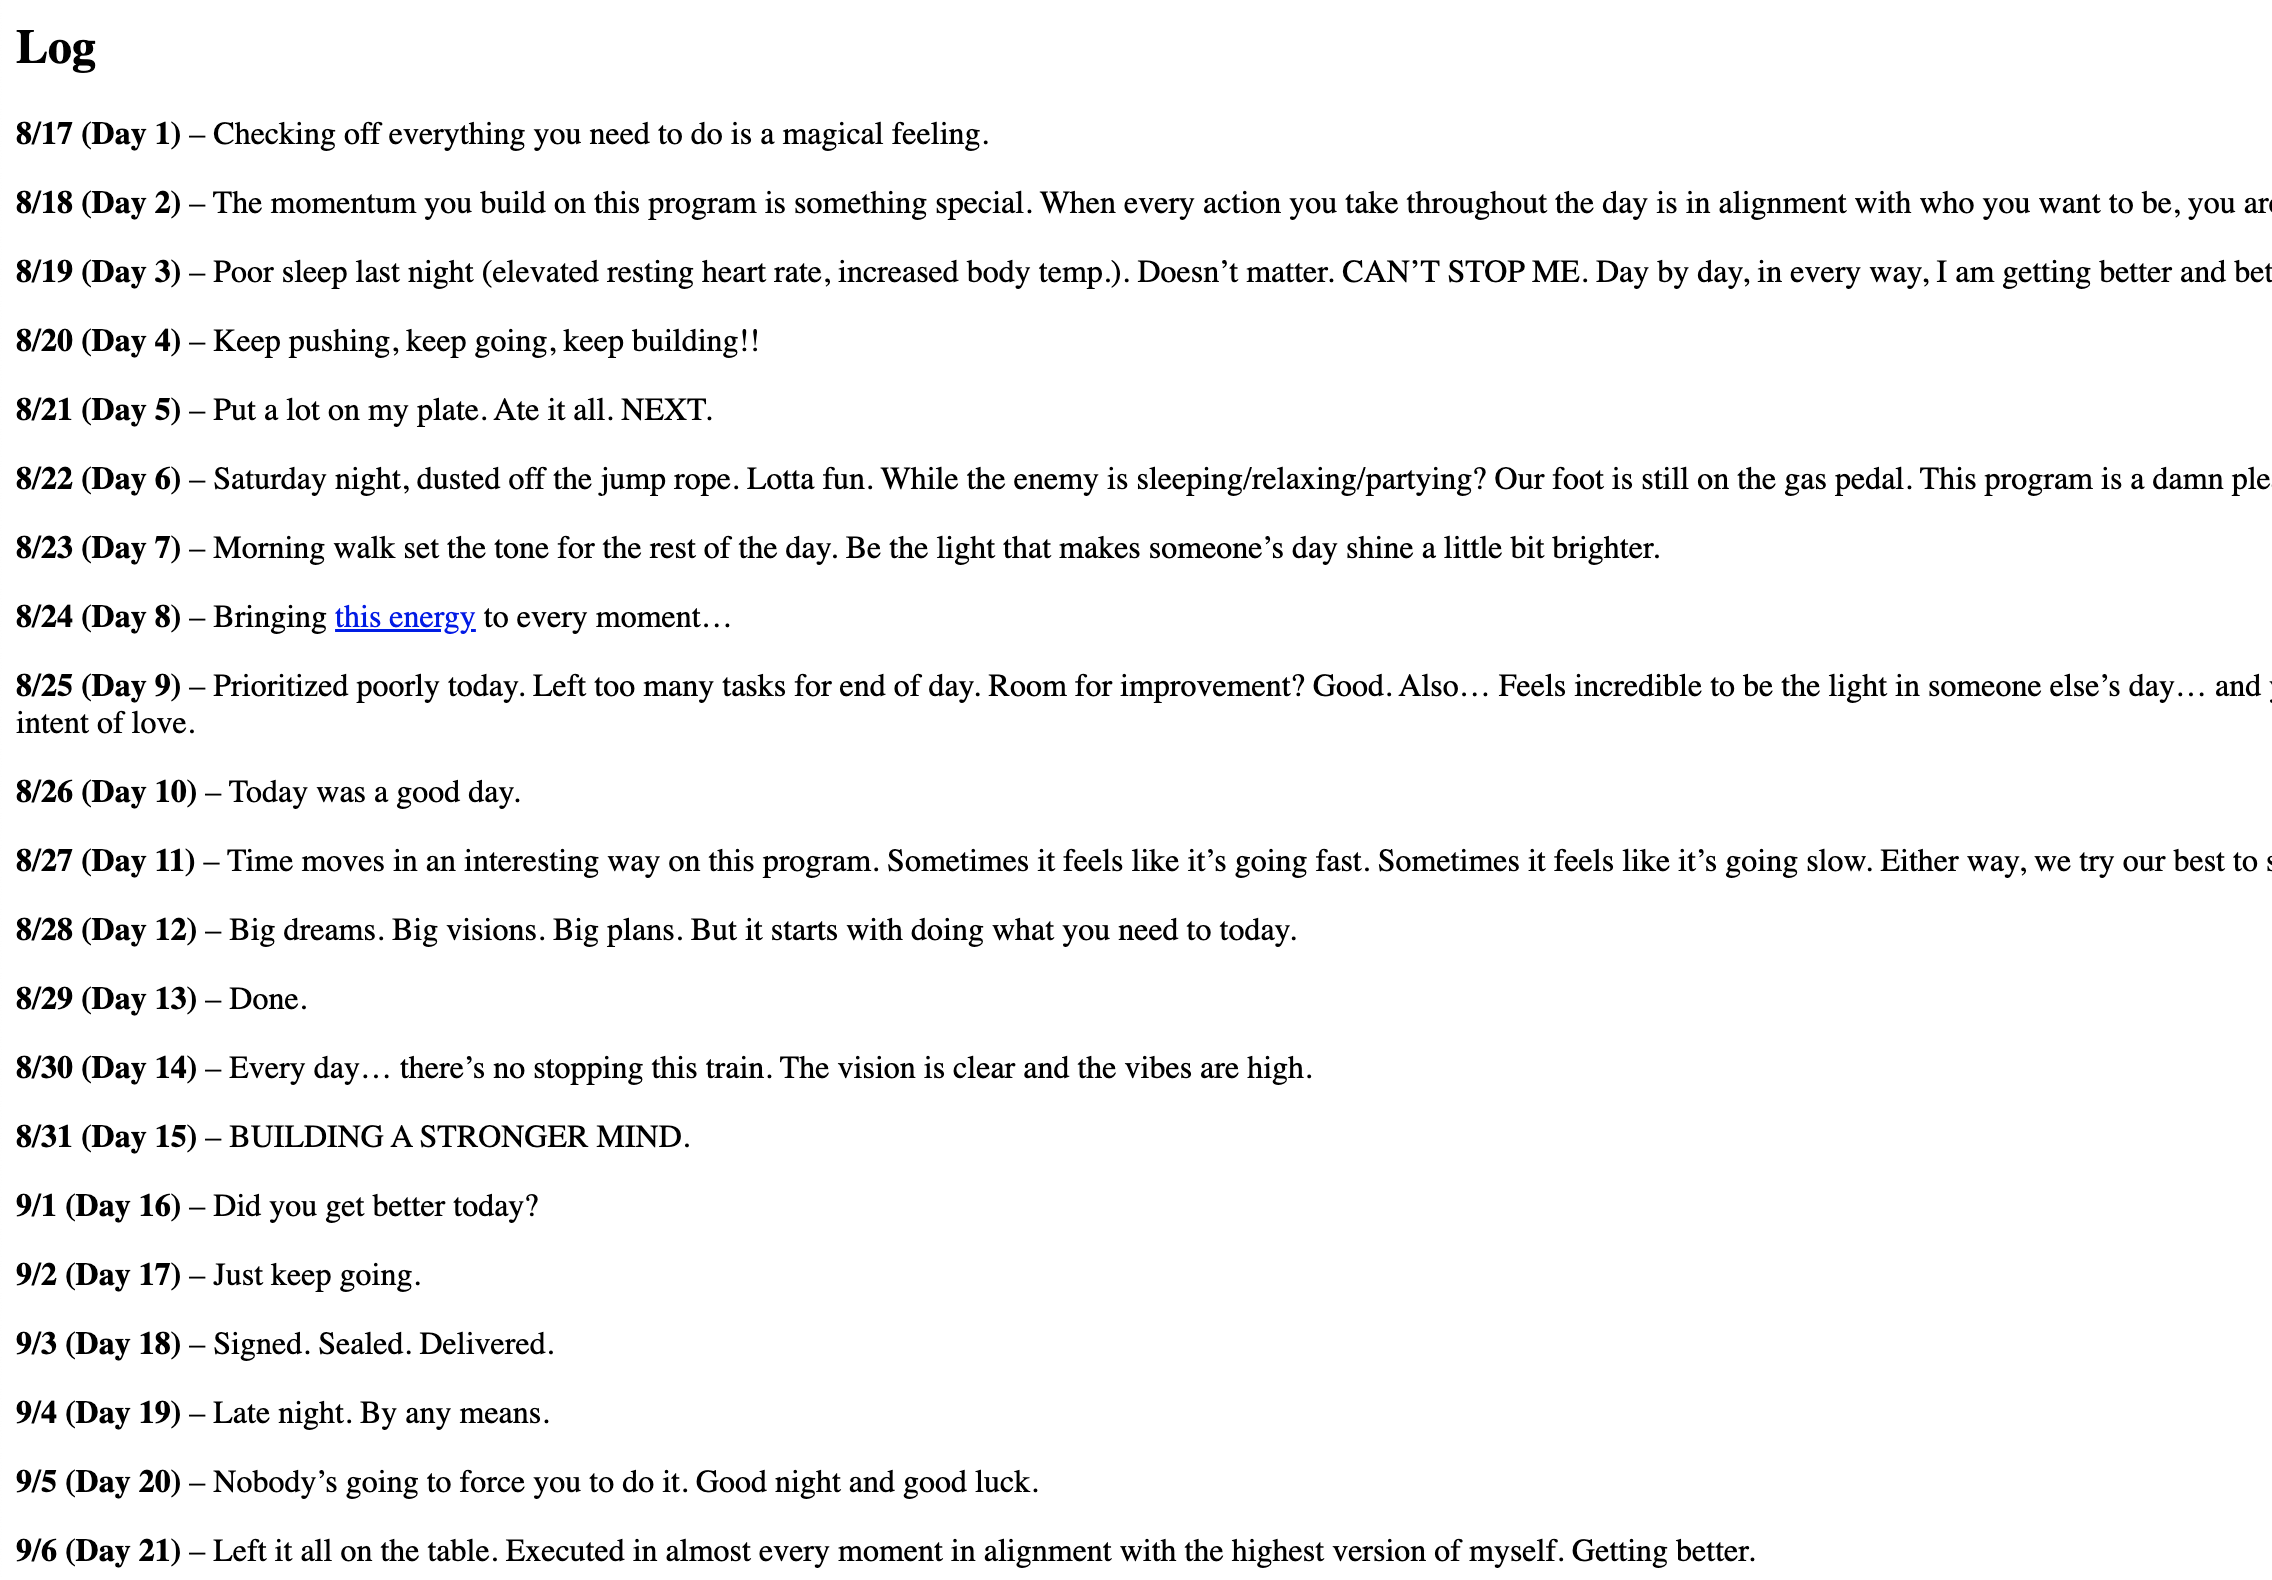 Log
8/17 (Day 1) – Checking off everything you need to do is a magical feeling.
8/18 (Day 2) – The momentum you build on this program is something special. When every action you take throughout the day is in alignment with who you want to be, you
8/19 (Day 3) – Poor sleep last night (elevated resting heart rate, increased body temp.). Doesn’t matter. CAN’T STOP ME. Day by day, in every way, I am getting better and
8/20 (Day 4) – Keep pushing, keep going, keep building!!
8/21 (Day 5) – Put a lot on my plate. Ate it all. NEXT.
8/22 (Day 6) – Saturday night, dusted off the jump rope. Lotta fun. While the enemy is sleeping/relaxing/partying? Our foot is still on the gas pedal. This program is a damn
8/23 (Day 7) – Morning walk set the tone for the rest of the day. Be the light that makes someone’s day shine a little bit brighter.
8/24 (Day 8) – Bringing this energy to every moment…
8/25 (Day 9) – Prioritized poorly today. Left too many tasks for end of day. Room for improvement? Good. Also… Feels incredible to be the light in someone else’s day… and
intent of love.
8/26 (Day 10) – Today was a good day.
8/27 (Day 11) – Time moves in an interesting way on this program. Sometimes it feels like it’s going fast. Sometimes it feels like it’s going slow. Either way, we try our best to
8/28 (Day 12) – Big dreams. Big visions. Big plans. But it starts with doing what you need to today.
8/29 (Day 13) – Done.
8/30 (Day 14) – Every day… there’s no stopping this train. The vision is clear and the vibes are high.
8/31 (Day 15) – BUILDING A STRONGER MIND.
9/1 (Day 16) – Did you get better today?
9/2 (Day 17) – Just keep going.
9/3 (Day 18) – Signed. Sealed. Delivered.
9/4 (Day 19) – Late night. By any means.
9/5 (Day 20) – Nobody’s going to force you to do it. Good night and good luck.
9/6 (Day 21) – Left it all on the table. Executed in almost every moment in alignment with the highest version of myself. Getting better.